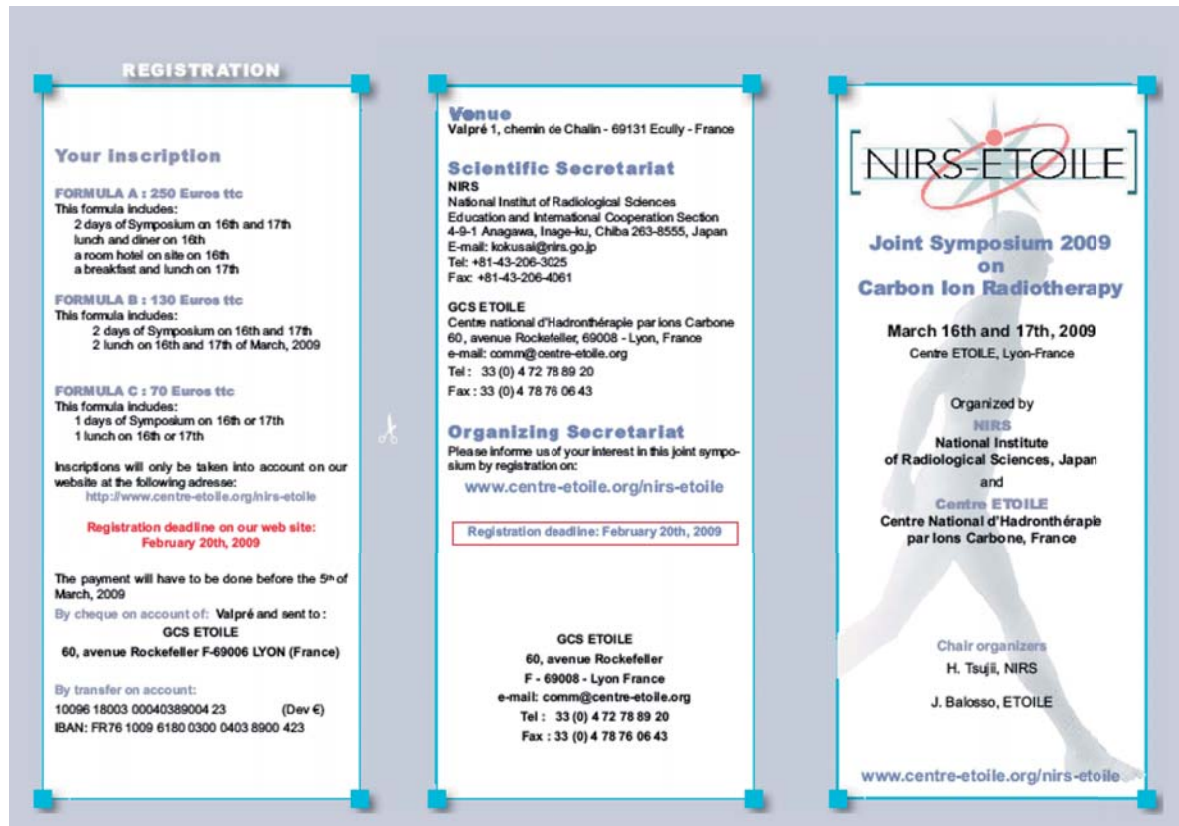 REGISTRATION
Your inscription
FORMULA A : 250 Euros ttc
This formula includes:
2 days of Symposium on 16th and 17th
lunch and diner on 16th
a room hotel on site on 16th
a breakfast and lunch on 17th
FORMULA B : 130 Euros ttc
This formula includes:
2 days of Symposium on 16th and 17th
2 lunch on 16th and 17th of March, 2009
FORMULA C : 70 Euros ttc
This formula includes:
1 days of Symposium on 16th or 17th
1 lunch on 16th or 17th
Inscriptions will only be taken into account on our
website at the following adresse:
http://www.centre-etoile.org/nirs-etoile
Registration deadline on our web site:
February 20th, 2009
The payment will have to be done before the 5th of
March, 2009
By cheque on account of: Valpré and sent to :
GCS ETOILE
60, avenue Rockefeller F-69006 LYON (France)
By transfer on account:
10096 18003 00040389004 23 (Dev €)
IBAN: FR76 1009 6180 0300 0403 8900 423
Venue
Valpré 1, chemin de Chalin - 69131 Ecully - France
Scientific Secretariat
NIRS
National Institut of Radiological Sciences
Education and International Cooperation Section
4-9-1 Anagawa, Inage-ku, Chiba 263-8555, Japan
E-mail: kokusai@nirs.go.jp
Tel: +81-43-206-3025
Fax: +81-43-206-4061
GCS ETOILE
Centre national d'Hadronthérapie par ions Carbone
60, avenue Rockefeller, 69008 - Lyon, France
e-mail: comm@centre-etoile.org
Tel : 33 (0) 4 72 78 89 20
Fax : 33 (0) 4 78 76 06 43
Organizing Secretariat
Please informe us of your interest in this joint sympo-
sium by registration on:
www.centre-etoile.org/nirs-etoile
Registration deadline: February 20th, 2009
GCS ETOILE
60, avenue Rockefeller
F - 69008 - Lyon France
e-mail: comm@centre-etoile.org
Tel : 33 (0) 4 72 78 89 20
Fax : 33 (0) 4 78 76 06 43
[NIRS-ETOILE]
Joint Symposium 2009
on
Carbon Ion Radiotherapy
March 16th and 17th, 2009
Centre ETOILE, Lyon-France
Organized by
NIRS
National Institute
of Radiological Sciences, Japan
and
Centre ETOILE
Centre National d'Hadronthérapie
par Ions Carbone, France
Chair organizers
H. Tsujii, NIRS
J. Balosso, ETOILE
www.centre-etoile.org/nirs-etoile